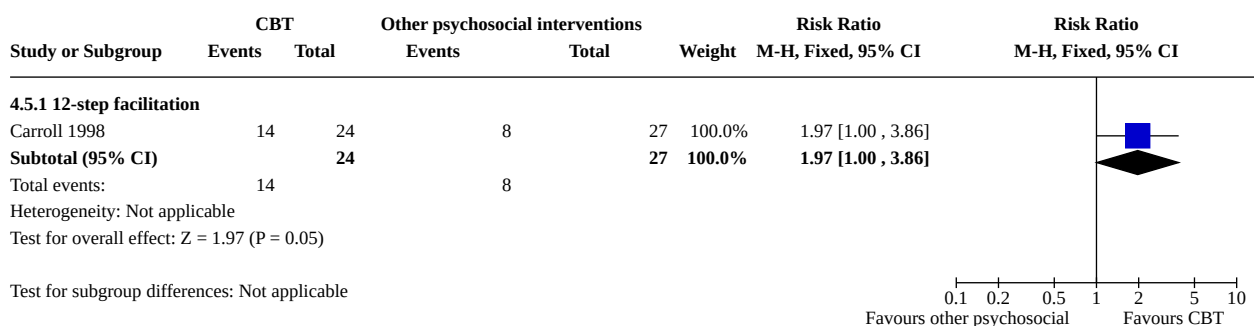 CBT Other psychosocial interventions Risk Ratio Risk Ratio
Study or Subgroup Events Total Events Total Weight M-H, Fixed, 95% CI M-H, Fixed, 95% CI
4.5.1 12-step facilitation
Carroll 1998 14 24 8 27 100.0% 1.97 [1.00 , 3.86]
Subtotal (95% CI) 24 27 100.0% 1.97 [1.00 , 3.86]
Total events: 14 8
Heterogeneity: Not applicable
Test for overall effect: Z = 1.97 (P = 0.05)
Test for subgroup differences: Not applicable
0.1 0.2 0.5 1 2 5 10
Favours other psychosocial Favours CBT